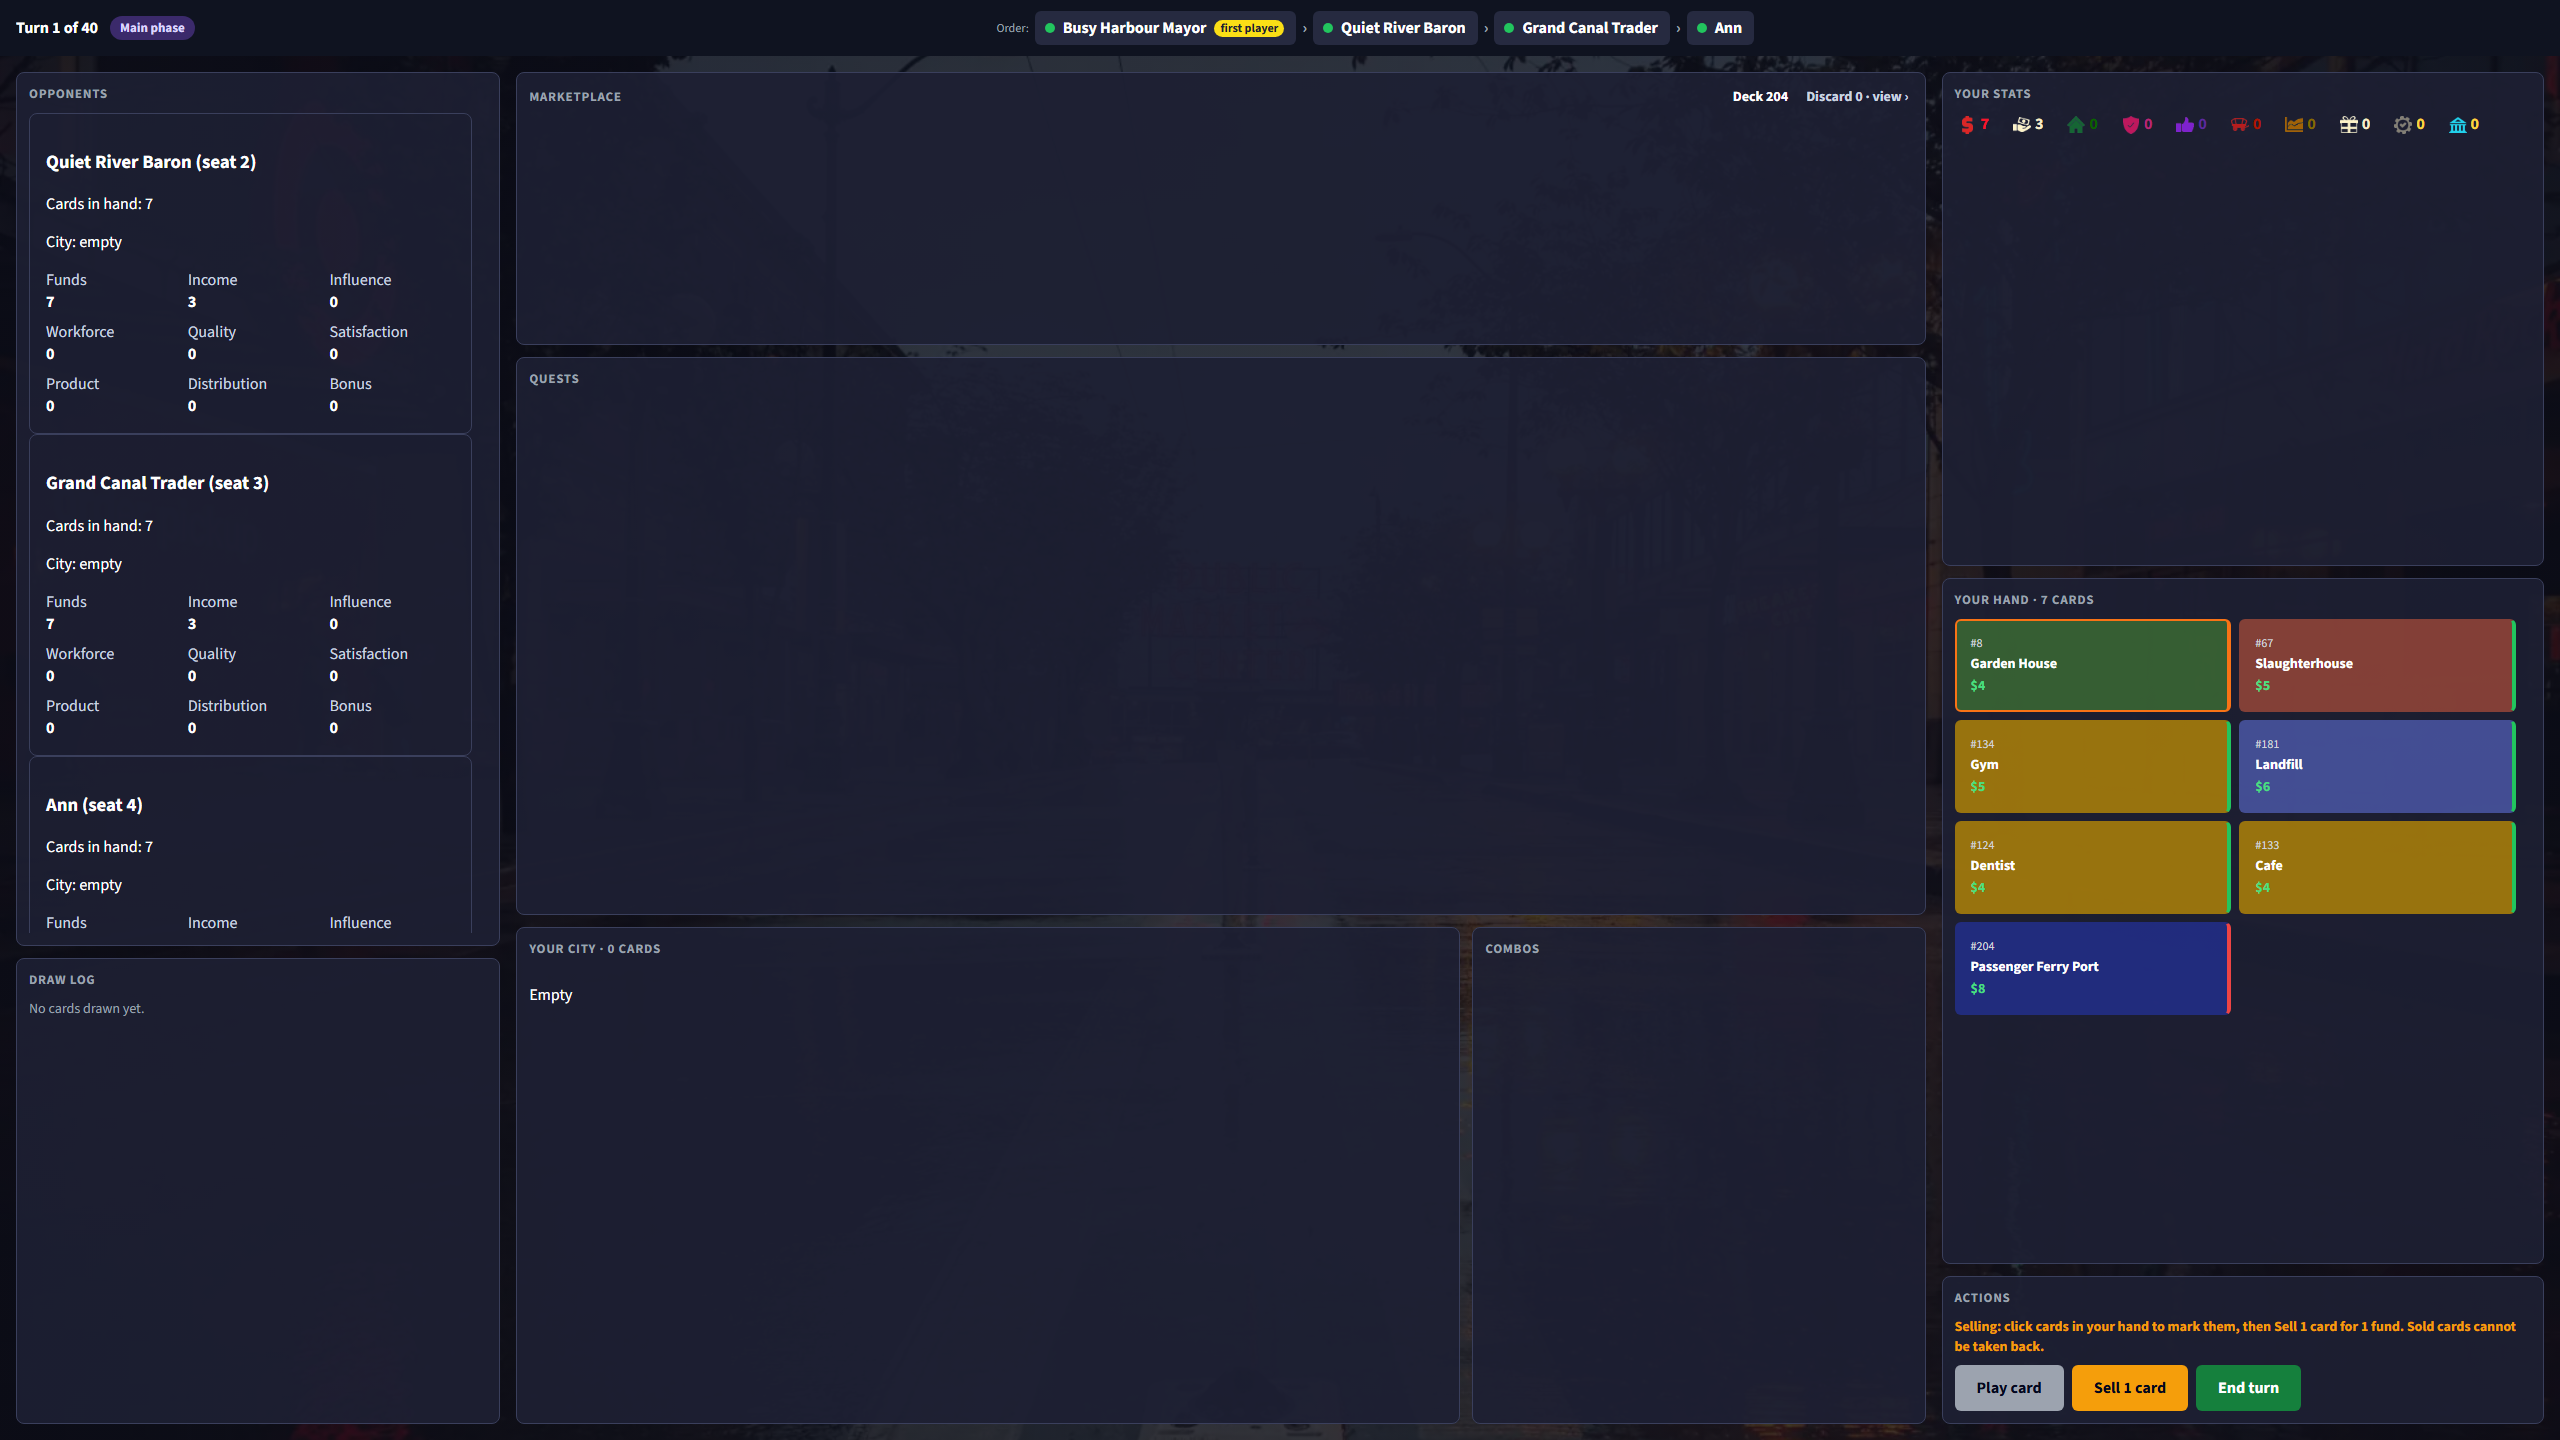 Turn 1 of 40 Main phase
Order: Busy Harbour Mayor first player › Quiet River Baron › Grand Canal Trader › Ann
OPPONENTS
Quiet River Baron (seat 2)
Cards in hand: 7
City: empty
Funds Income Influence
7 3 0
Workforce Quality Satisfaction
0 0 0
Product Distribution Bonus
0 0 0
Grand Canal Trader (seat 3)
Cards in hand: 7
City: empty
Funds Income Influence
7 3 0
Workforce Quality Satisfaction
0 0 0
Product Distribution Bonus
0 0 0
Ann (seat 4)
Cards in hand: 7
City: empty
Funds Income Influence
DRAW LOG
No cards drawn yet.
MARKETPLACE
Deck 204 Discard 0 · view ›
QUESTS
YOUR CITY · 0 CARDS
Empty
COMBOS
YOUR STATS
7 3 0 0 0 0 0 0 0 0
YOUR HAND · 7 CARDS
#8
Garden House
$4
#67
Slaughterhouse
$5
#134
Gym
$5
#181
Landfill
$6
#124
Dentist
$4
#133
Cafe
$4
#204
Passenger Ferry Port
$8
ACTIONS
Selling: click cards in your hand to mark them, then Sell 1 card for 1 fund. Sold cards cannot
be taken back.
Play card Sell 1 card End turn